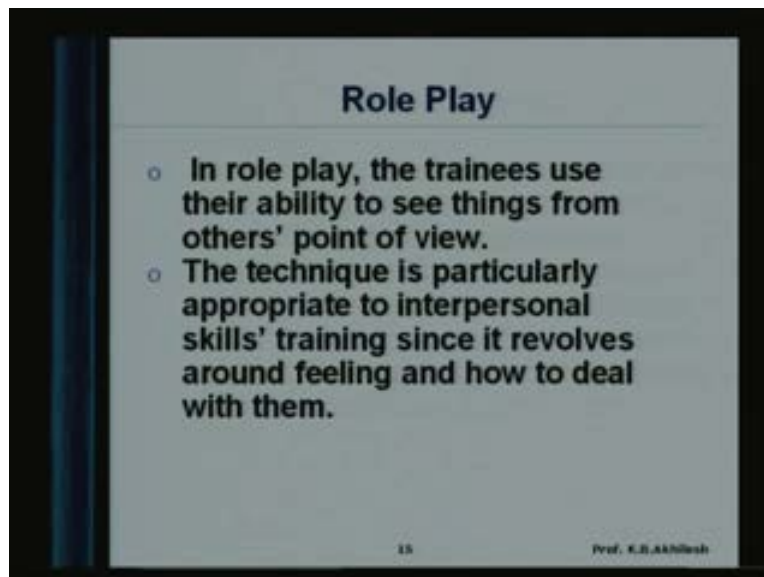 Role Play
In role play, the trainees use
their ability to see things from
others' point of view.
The technique is particularly
appropriate to interpersonal
skills' training since it revolves
around feeling and how to deal
with them.
15
Prof. K.B.Akhilesh